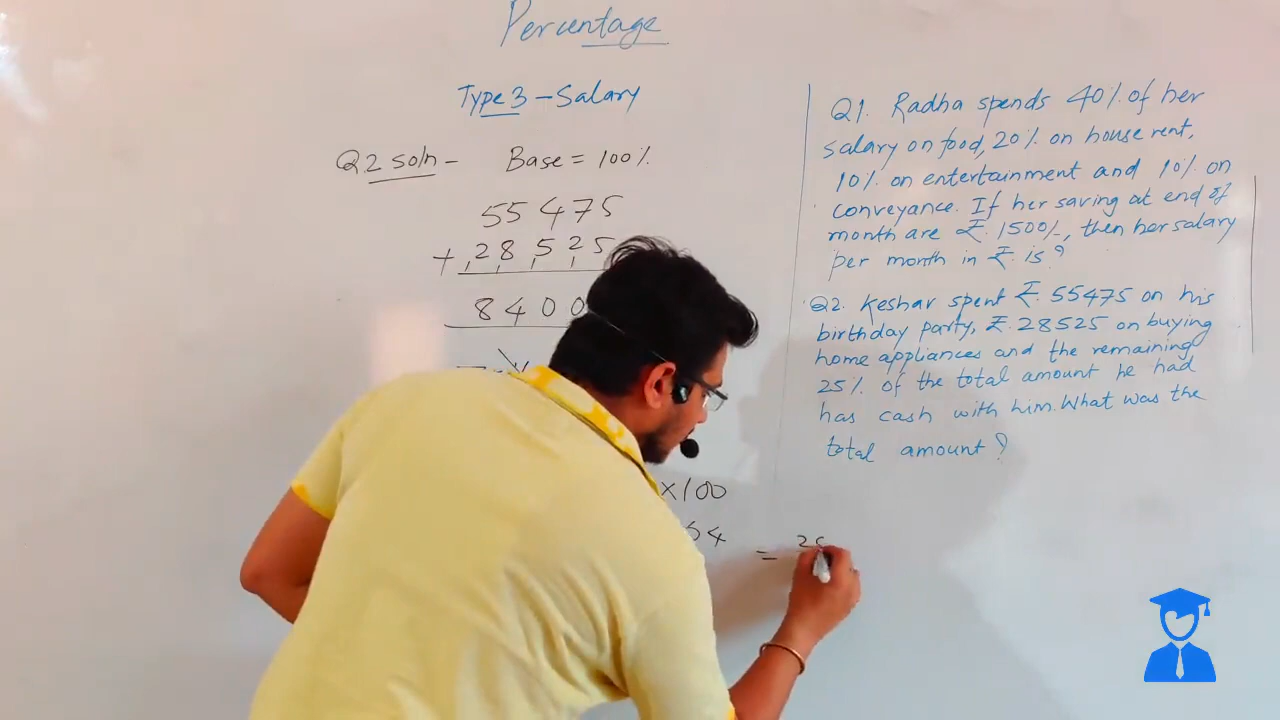 Percentage
Type 3 - Salary
Q.2 soln - Base = 100%
55475
+ 28525
8400
x100
54
=
Q1. Radha spends 40% of her
salary on food, 20% on house rent,
10% on entertainment and 10% on
conveyance. If her saving at end of
month are ₹. 1500/-, then her salary
per month in ₹. is?
Q2. Keshav spent ₹. 55475 on his
birthday party, ₹. 28525 on buying
home appliances and the remaining
25% of the total amount he had
has cash with him. What was the
total amount?